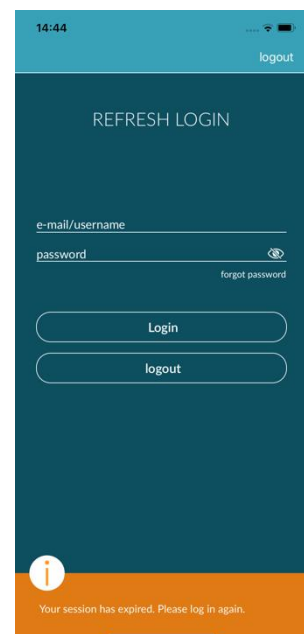 14:44
logout
REFRESH LOGIN
e-mail/username
password
forgot password
Login
logout
i
Your session has expired. Please log in again.